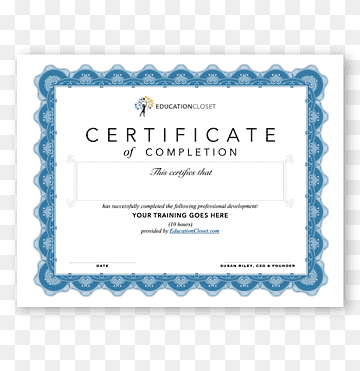 EDUCATIONCLOSET
CERTIFICATE
of COMPLETION
This certifies that
has successfully completed the following professional development:
YOUR TRAINING GOES HERE
(10 hours)
provided by EducationCloset.com
DATE
SUSAN RILEY, CEO & FOUNDER